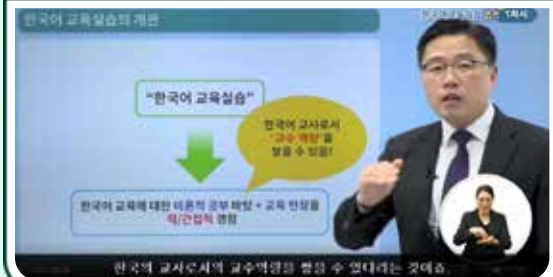 한국어 교육실습의 개관
1회시
"한국어 교육실습"
한국어 교사로서
"교수 역량"을
쌓을 수 있음!
한국어 교육에 대한 이론적 공부 바탕 + 교육 현장을
직/간접적 경험
한국의 교사로서의 교수역량을 쌓을 수 있다라는 것이죠